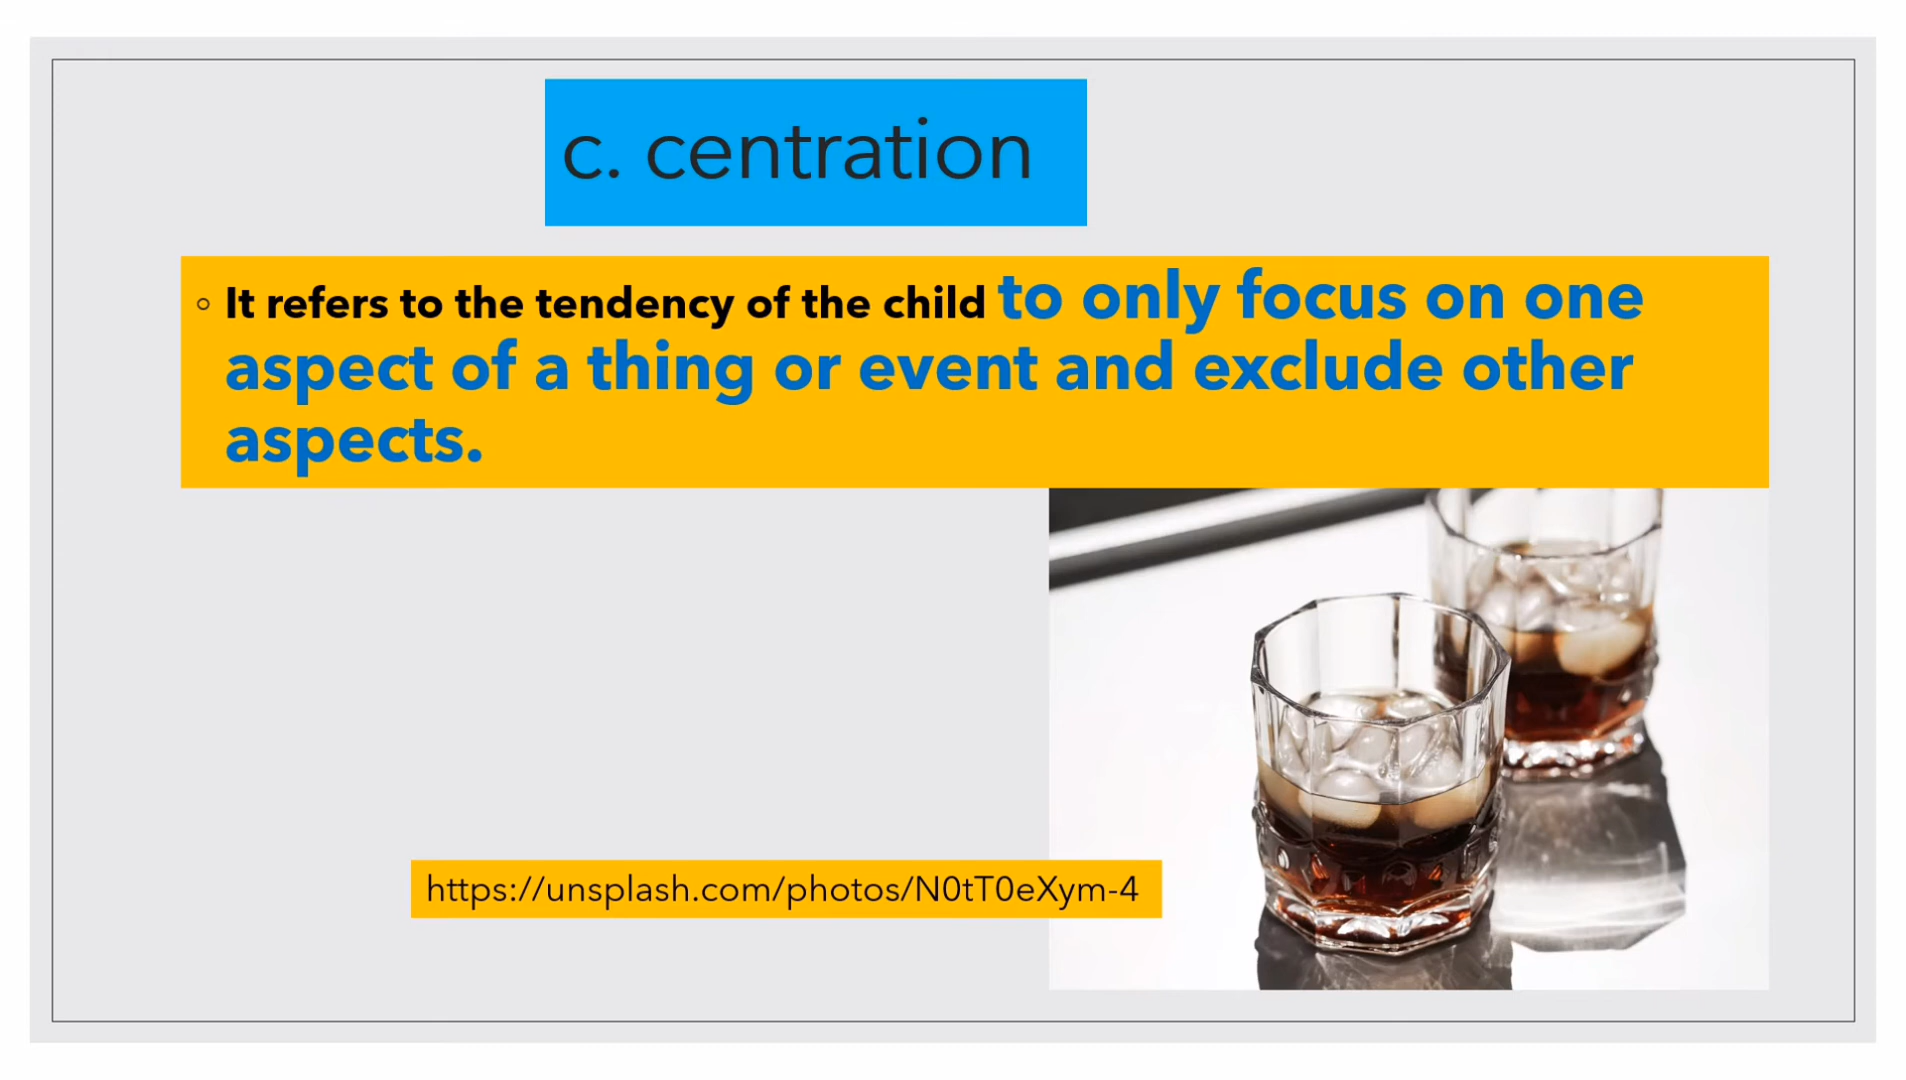 c. centration
◦ It refers to the tendency of the child to only focus on one
aspect of a thing or event and exclude other
aspects.
https://unsplash.com/photos/N0tT0eXym-4